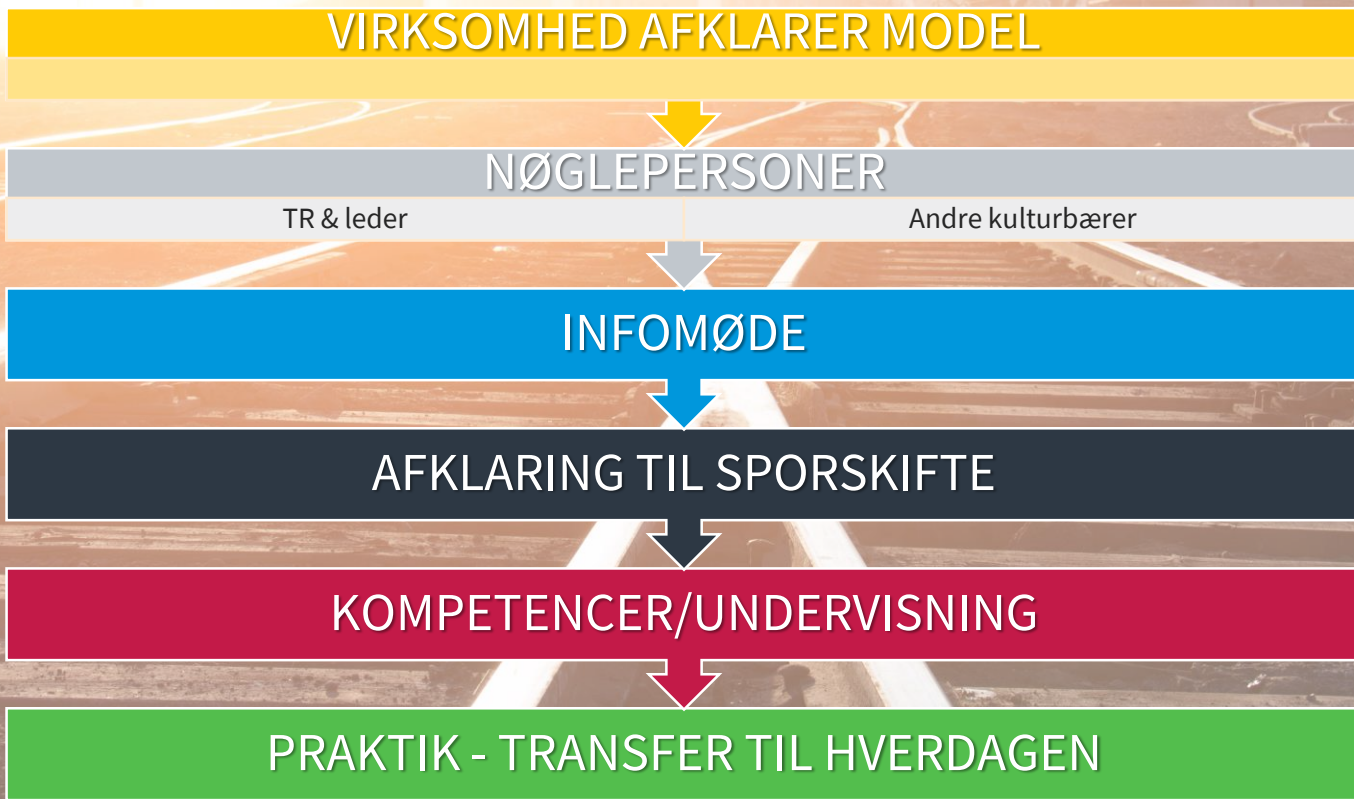 VIRKSOMHED AFKLARER MODEL
NØGLEPERSONER
TR & leder
Andre kulturbærer
INFOMØDE
AFKLARING TIL SPORSKIFTE
KOMPETENCER/UNDERVISNING
PRAKTIK - TRANSFER TIL HVERDAGEN